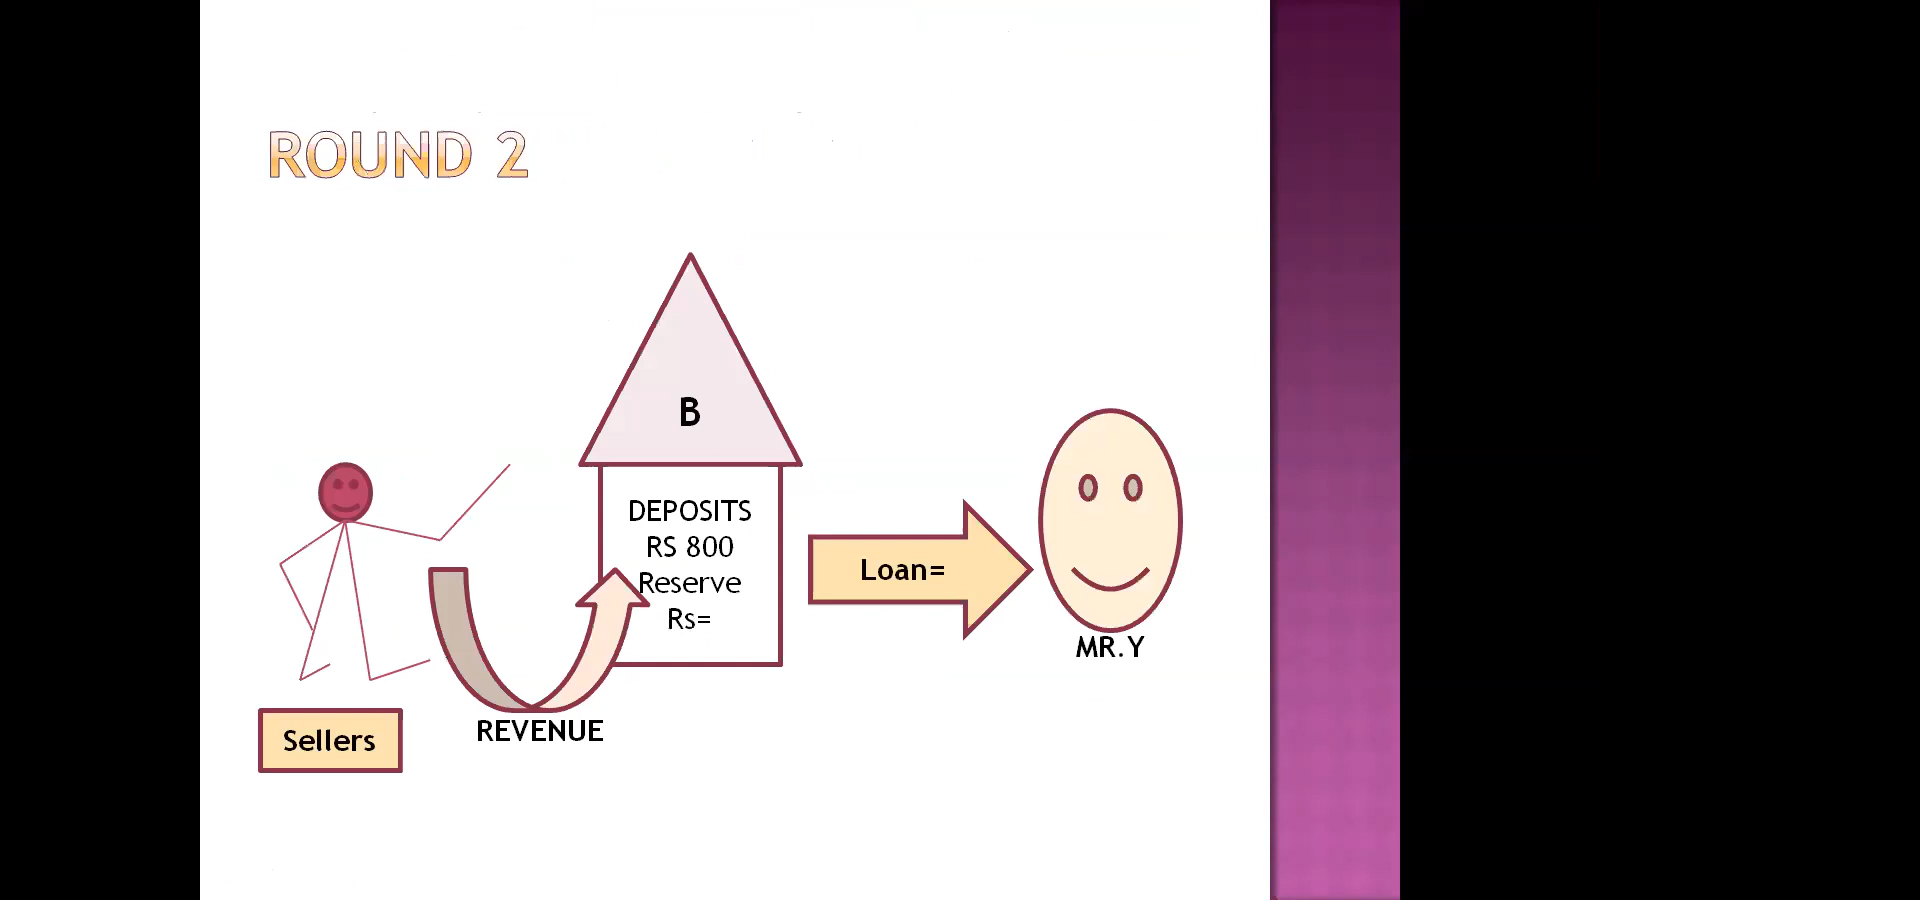 ROUND 2
B
DEPOSITS
RS 800
Reserve
Rs=
Loan=
MR.Y
Sellers
REVENUE